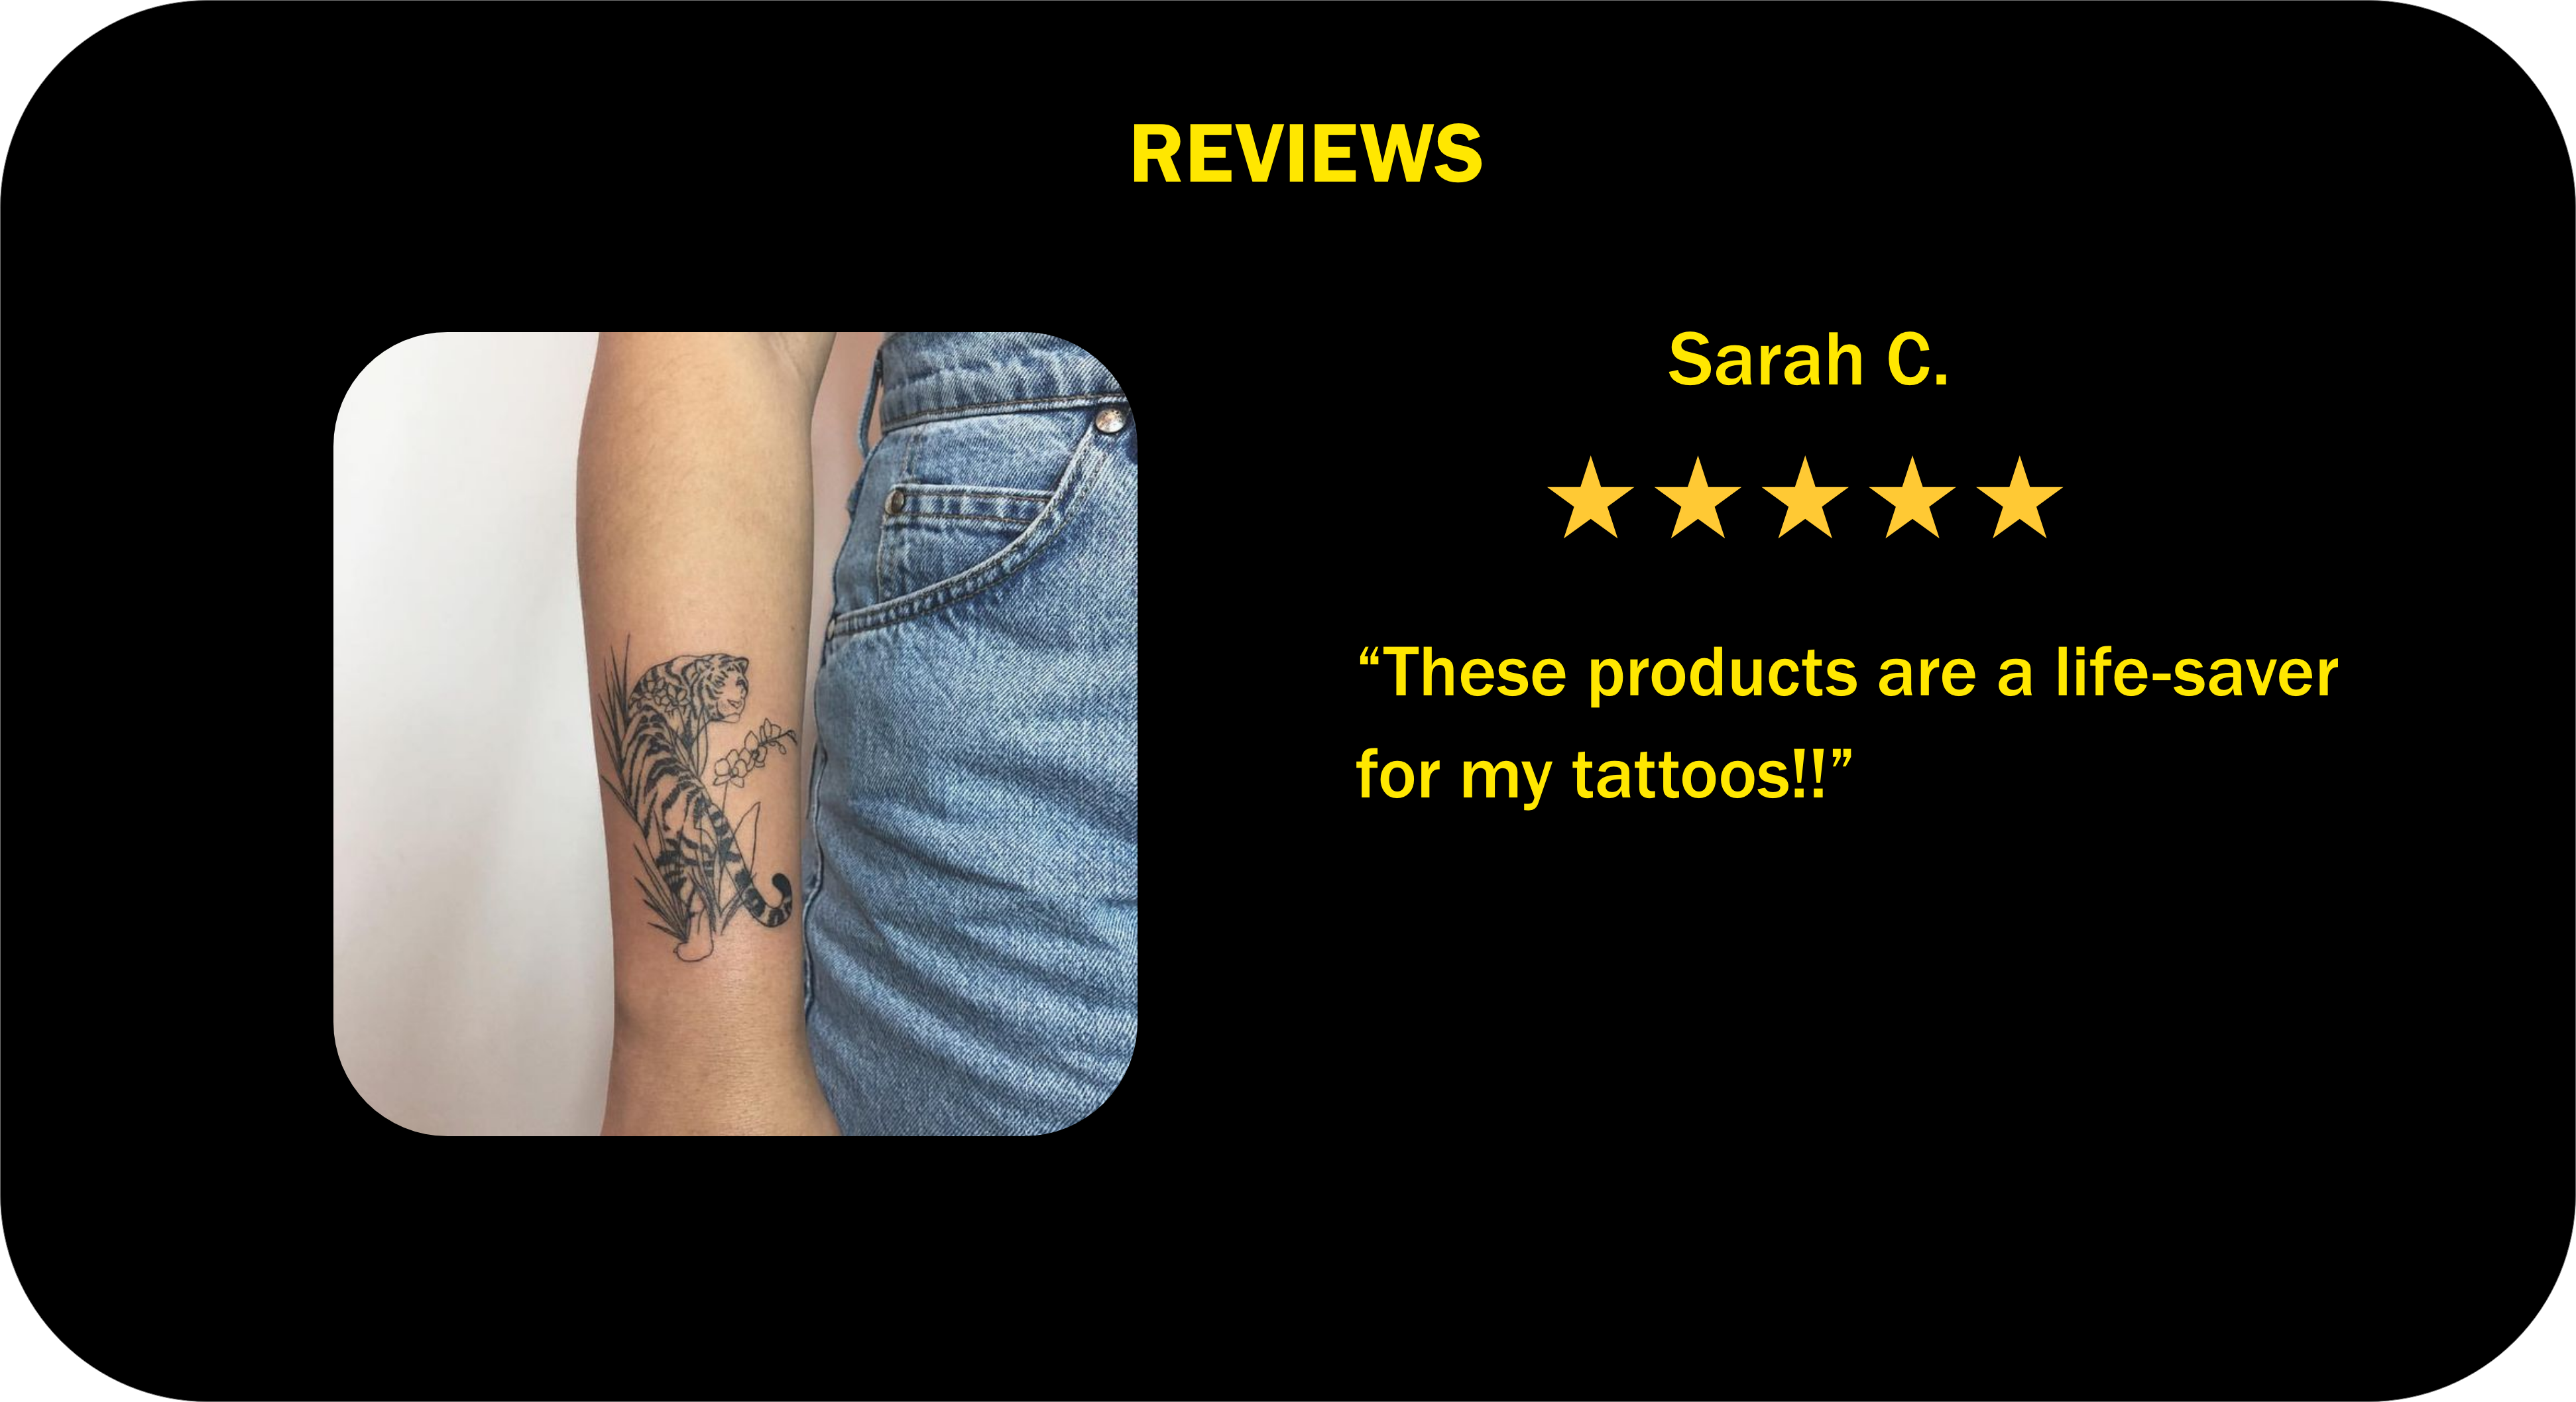 REVIEWS
Sarah C.
“These products are a life-saver
for my tattoos!!”